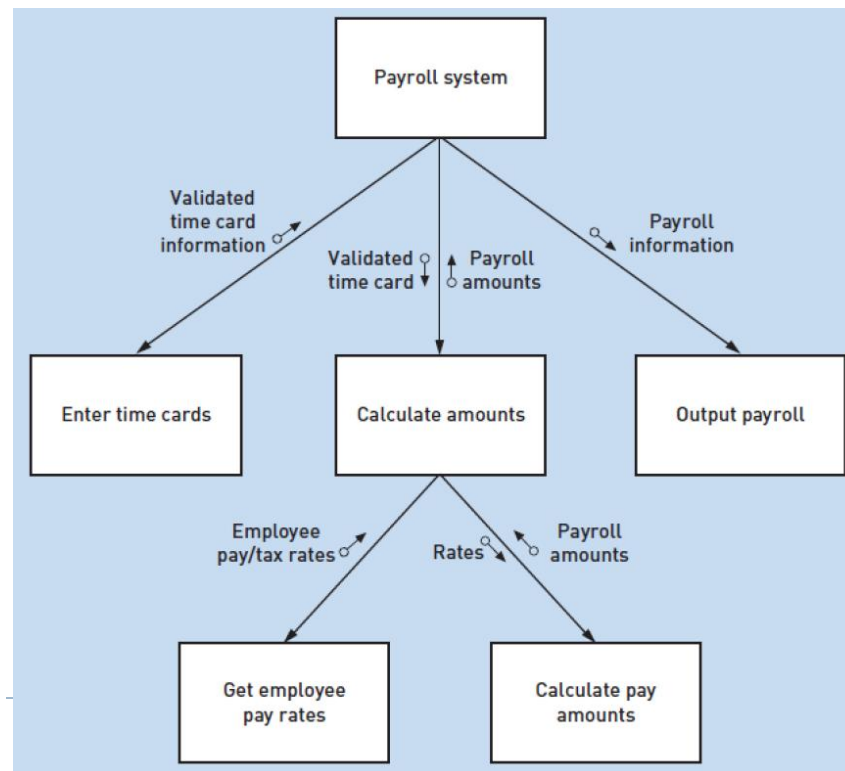 Payroll system
Validated
time card
information
Validated
time card
Payroll
amounts
Payroll
information
Enter time cards
Calculate amounts
Output payroll
Employee
pay/tax rates
Rates
Payroll
amounts
Get employee
pay rates
Calculate pay
amounts